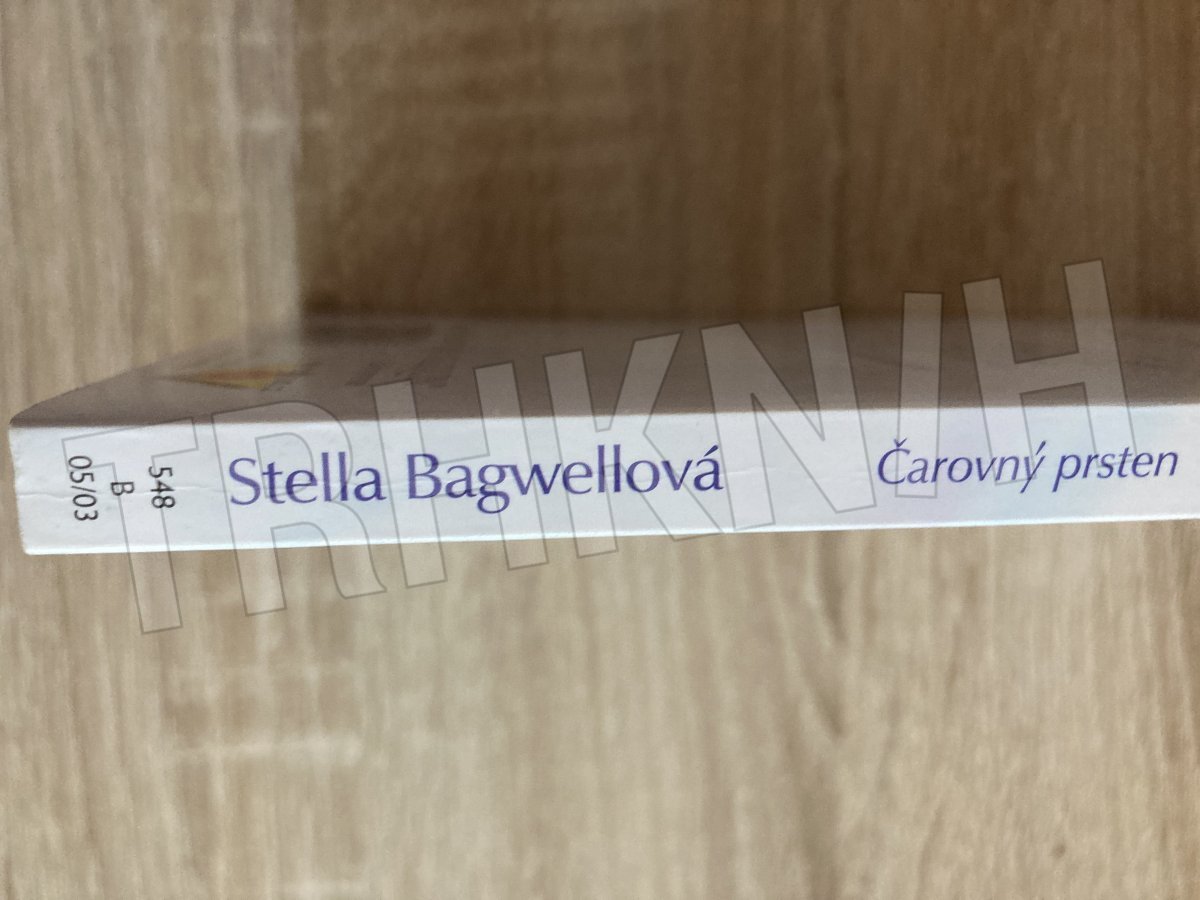 548
B
05/03
Stella Bagwellová
Čarovný prsten
TRHKNIH